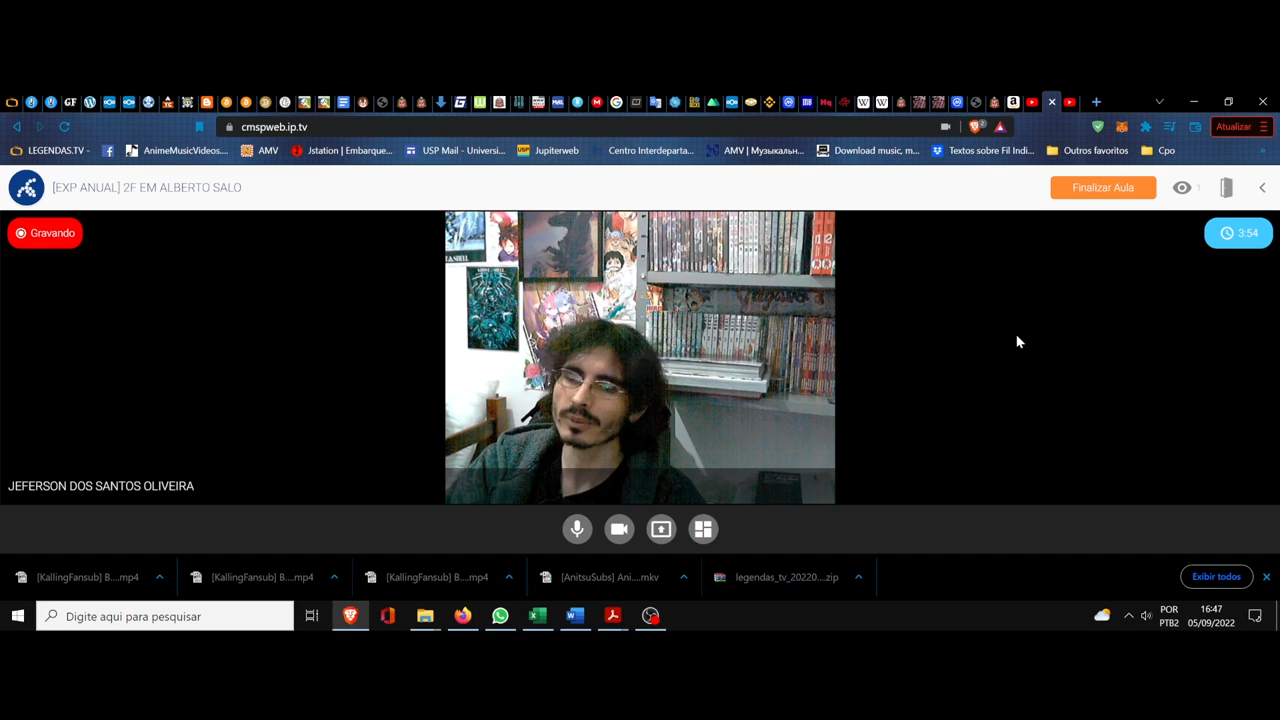 cmspweb.ip.tv
Atualizar
LEGENDAS.TV -
AnimeMusicVideos...
AMV
Jstation | Embarque...
USP Mail - Universi...
Jupiterweb
Centro Interdeparta...
AMV | Музыкальн...
Download music, m...
Textos sobre Fil Indi...
Outros favoritos
Cpo
[EXP ANUAL] 2F EM ALBERTO SALO
Finalizar Aula
1
Gravando
3:54
JEFERSON DOS SANTOS OLIVEIRA
[KallingFansub] B....mp4
[KallingFansub] B....mp4
[KallingFansub] B....mp4
[AnitsuSubs] Ani....mkv
legendas_tv_20220....zip
Exibir todos
Digite aqui para pesquisar
POR
PTB2
16:47
05/09/2022